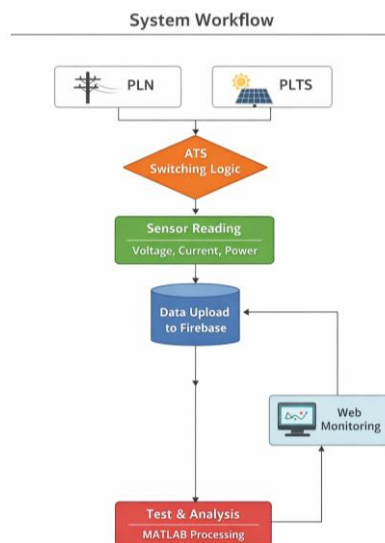 System Workflow
PLN
PLTS
ATS
Switching Logic
Sensor Reading
Voltage, Current, Power
Data Upload
to Firebase
Web
Monitoring
Test & Analysis
MATLAB Processing